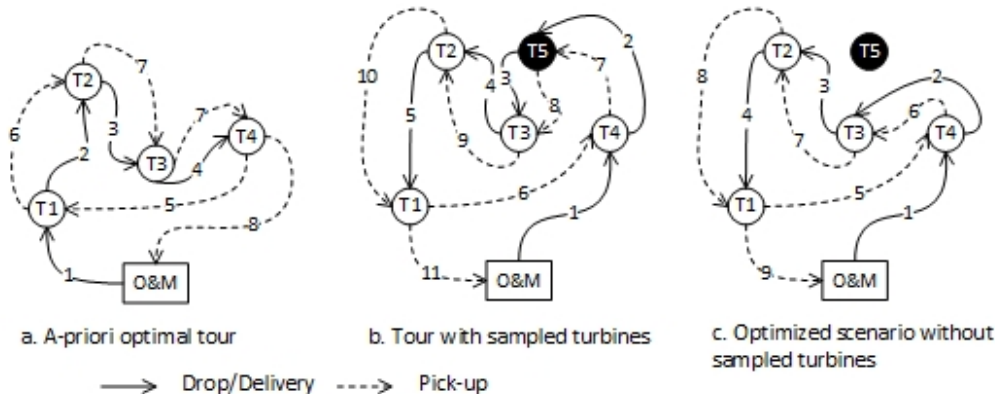 T2
7
6
3
7
T4
T3
2
4
T1
5
8
1
O&M
a. A-priori optimal tour
10
T2
T5
2
3
7
4
5
8
9
T3
T4
6
T1
1
11
O&M
b. Tour with sampled turbines
8
T2
T5
2
3
6
4
T3
T4
7
5
T1
1
9
O&M
c. Optimized scenario without
sampled turbines
Drop/Delivery
Pick-up